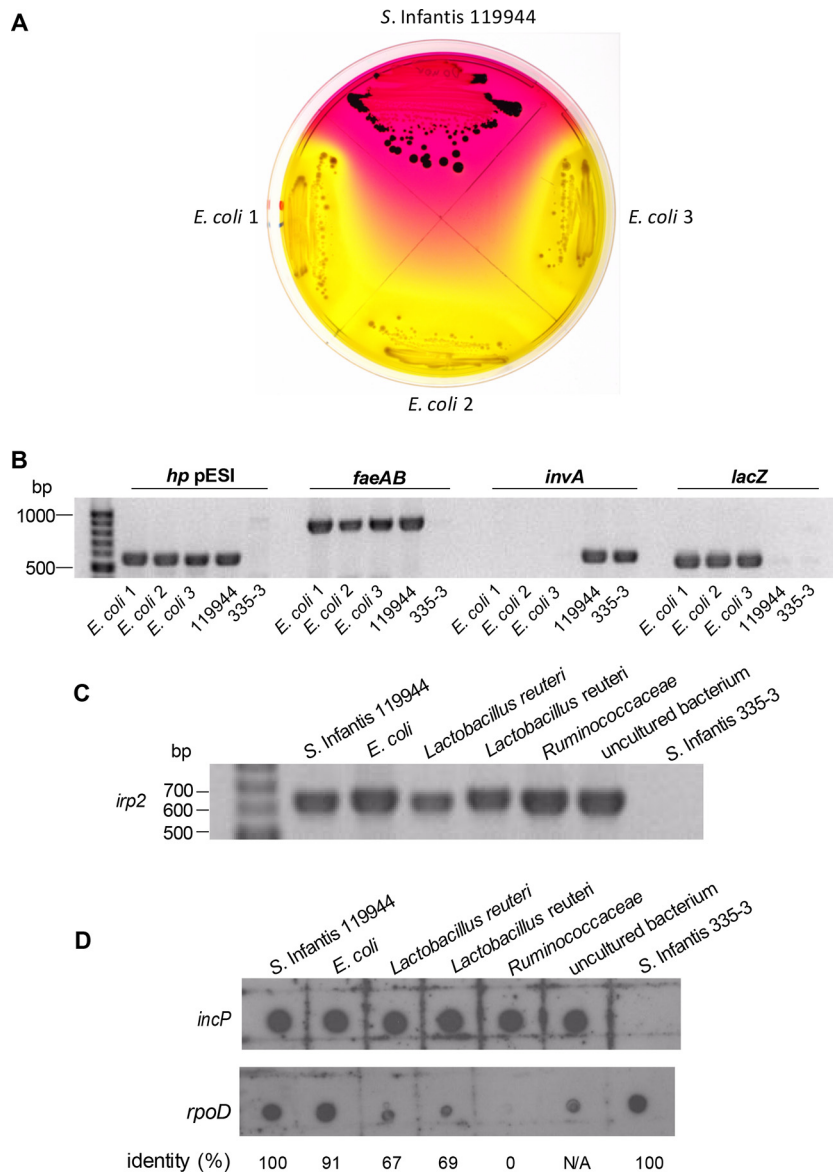 A
S. Infantis 119944
E. coli 1
E. coli 3
E. coli 2
B
hp pESI faeAB invA lacZ
bp
1000
500
E. coli 1 E. coli 2 E. coli 3 119944 335-3 E. coli 1 E. coli 2 E. coli 3 119944 335-3 E. coli 1 E. coli 2 E. coli 3 119944 335-3 E. coli 1 E. coli 2 E. coli 3 119944 335-3
C
S. Infantis 119944 E. coli Lactobacillus reuteri Lactobacillus reuteri Ruminococcaceae uncultured bacterium S. Infantis 335-3
bp
irp2
700
600
500
D
S. Infantis 119944 E. coli Lactobacillus reuteri Lactobacillus reuteri Ruminococcaceae uncultured bacterium S. Infantis 335-3
incP
rpoD
identity (%) 100 91 67 69 0 N/A 100